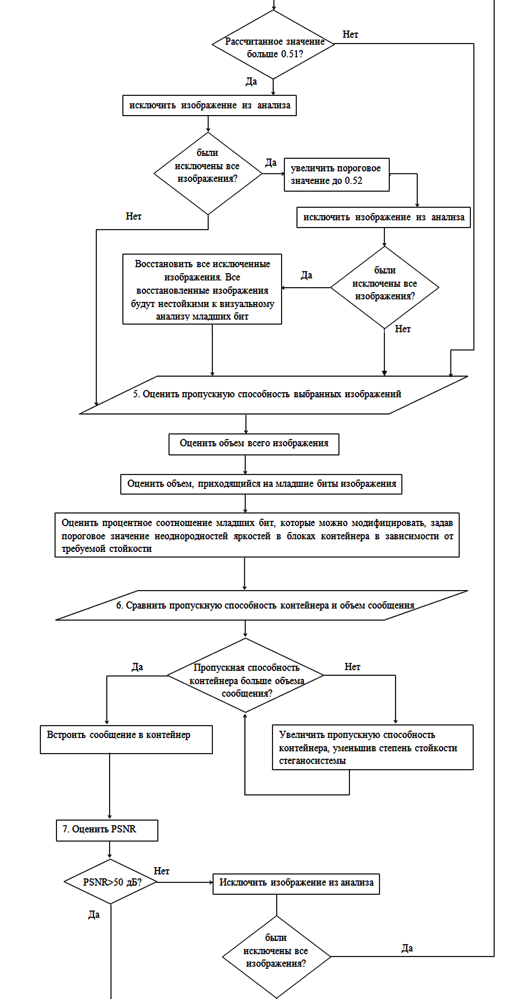 Рассчитанное значение
больше 0.51?
Нет
Да
исключить изображение из анализа
были
исключены все
изображения?
Да
увеличить пороговое
значение до 0.52
исключить изображение из анализа
Нет
Восстановить все исключенные
изображения. Все
восстановленные изображения
будут нестойкими к визуальному
анализу младших бит
Да
были
исключены все
изображения?
Нет
5. Оценить пропускную способность выбранных изображений
Оценить объем всего изображения
Оценить объем, приходящийся на младшие биты изображения
Оценить процентное соотношение младших бит, которые можно модифицировать, задав
пороговое значение неоднородностей яркостей в блоках контейнера в зависимости от
требуемой стойкости
6. Сравнить пропускную способность контейнера и объем сообщения
Да
Пропускная способность
контейнера больше объема
сообщения?
Нет
Встроить сообщение в контейнер
Увеличить пропускную способность
контейнера, уменьшив степень стойкости
стеганосистемы
7. Оценить PSNR
PSNR>50 дБ?
Нет
Исключить изображение из анализа
Да
были
исключены все
изображения?
Да